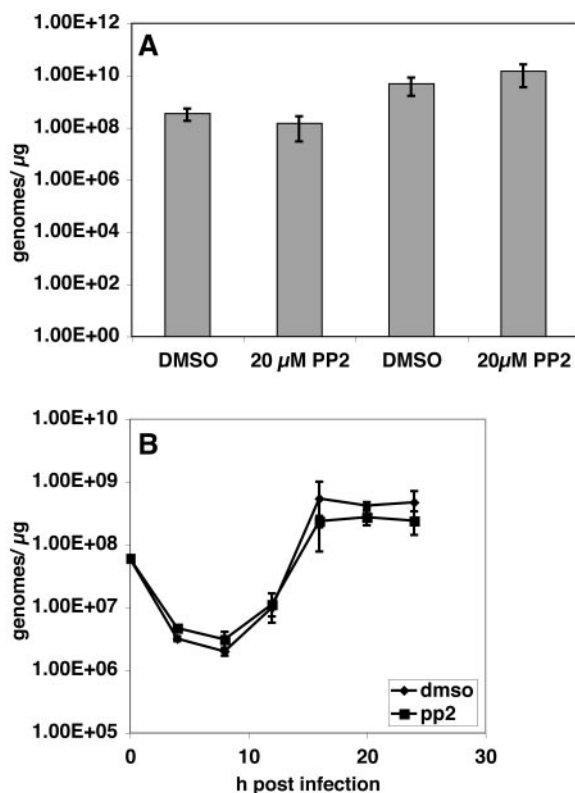 A
1.00E+12
1.00E+10
1.00E+08
1.00E+06
1.00E+04
1.00E+02
1.00E+00
genomes/ µg
DMSO 20 µM PP2 DMSO 20µM PP2
B
1.00E+10
1.00E+09
1.00E+08
1.00E+07
1.00E+06
1.00E+05
genomes/ µg
dmso
pp2
0 10 20 30
h post infection